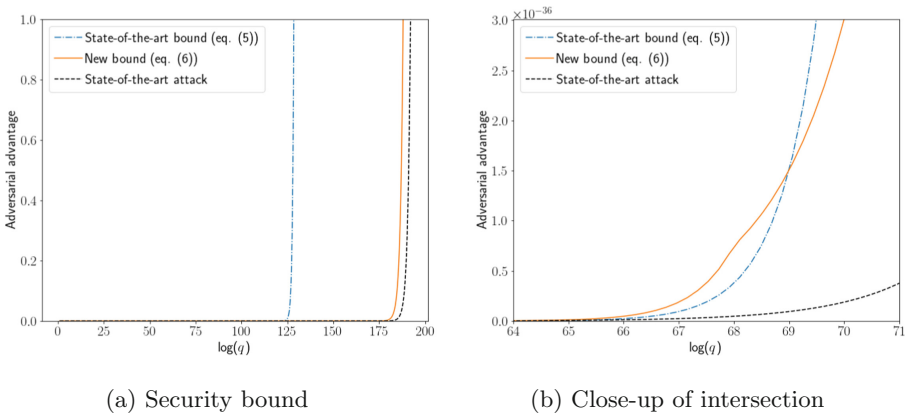 State-of-the-art bound (eq. (5))
New bound (eq. (6))
State-of-the-art attack
Adversarial advantage
1.0
0.8
0.6
0.4
0.2
0.0
0 25 50 75 100 125 150 175 200
log(q)
(a) Security bound
×10⁻³⁶
State-of-the-art bound (eq. (5))
New bound (eq. (6))
State-of-the-art attack
Adversarial advantage
3.0
2.5
2.0
1.5
1.0
0.5
0.0
64 65 66 67 68 69 70 71
log(q)
(b) Close-up of intersection